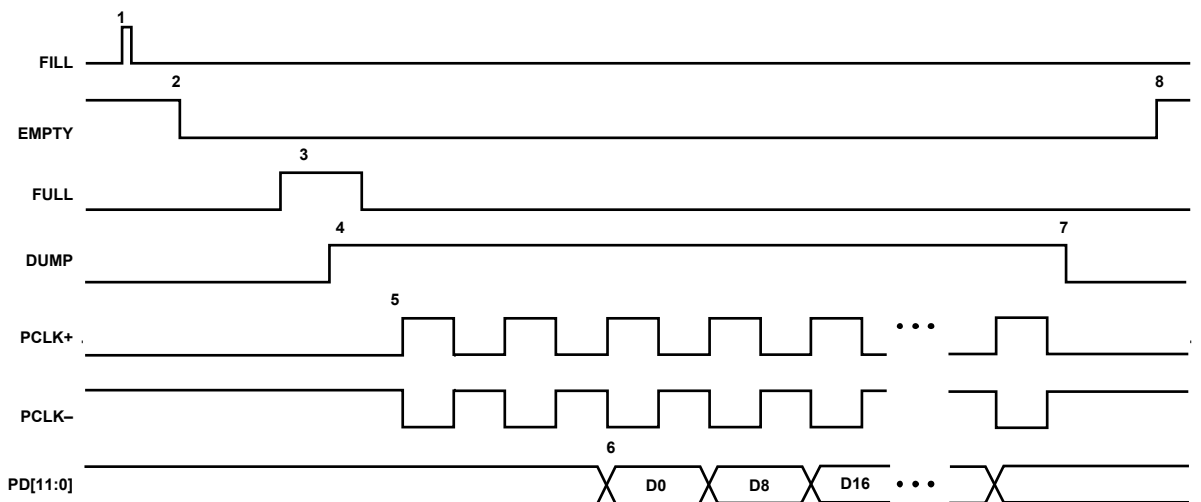 1
FILL
2 8
EMPTY
3
FULL
4 7
DUMP
5
PCLK+ • • •
PCLK–
6
PD[11:0] D0 D8 D16 • • •